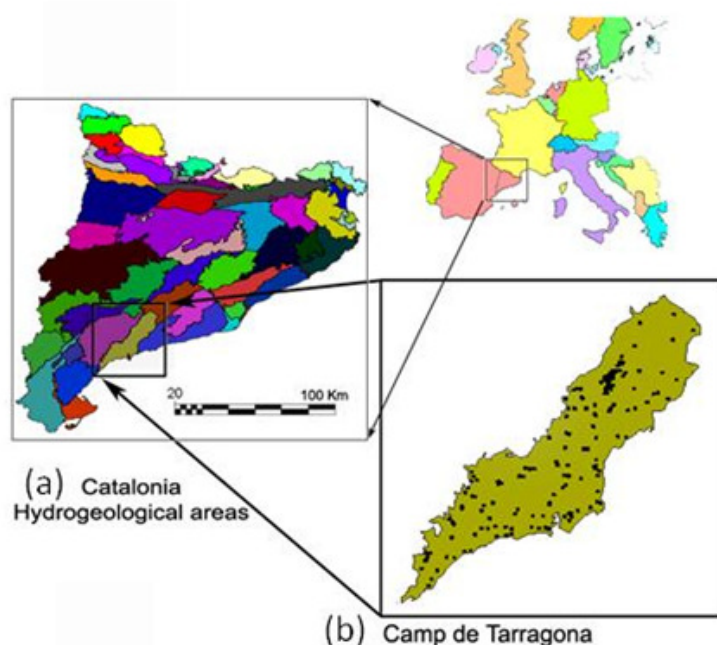 20
100 Km
(a) Catalonia
Hydrogeological areas
(b) Camp de Tarragona